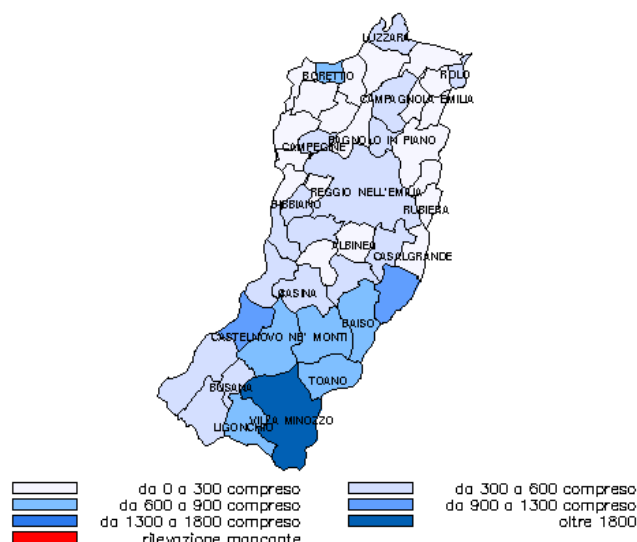 LUZZARA
BORETTO
ROLO
CAMPAGNOLA EMILIA
BAGNOLO IN PIANO
CAMPEGINE
REGGIO NELL'EMILIA
BIBBIANO
RUBIERA
ALBINEA
CASALGRANDE
CASINA
BAISO
CASTELNOVO NE' MONTI
TOANO
BUSANA
VILLA MINOZZO
LIGONCHIO
da 0 a 300 compreso
da 300 a 600 compreso
da 600 a 900 compreso
da 900 a 1300 compreso
da 1300 a 1800 compreso
oltre 1800
rilevazione mancante